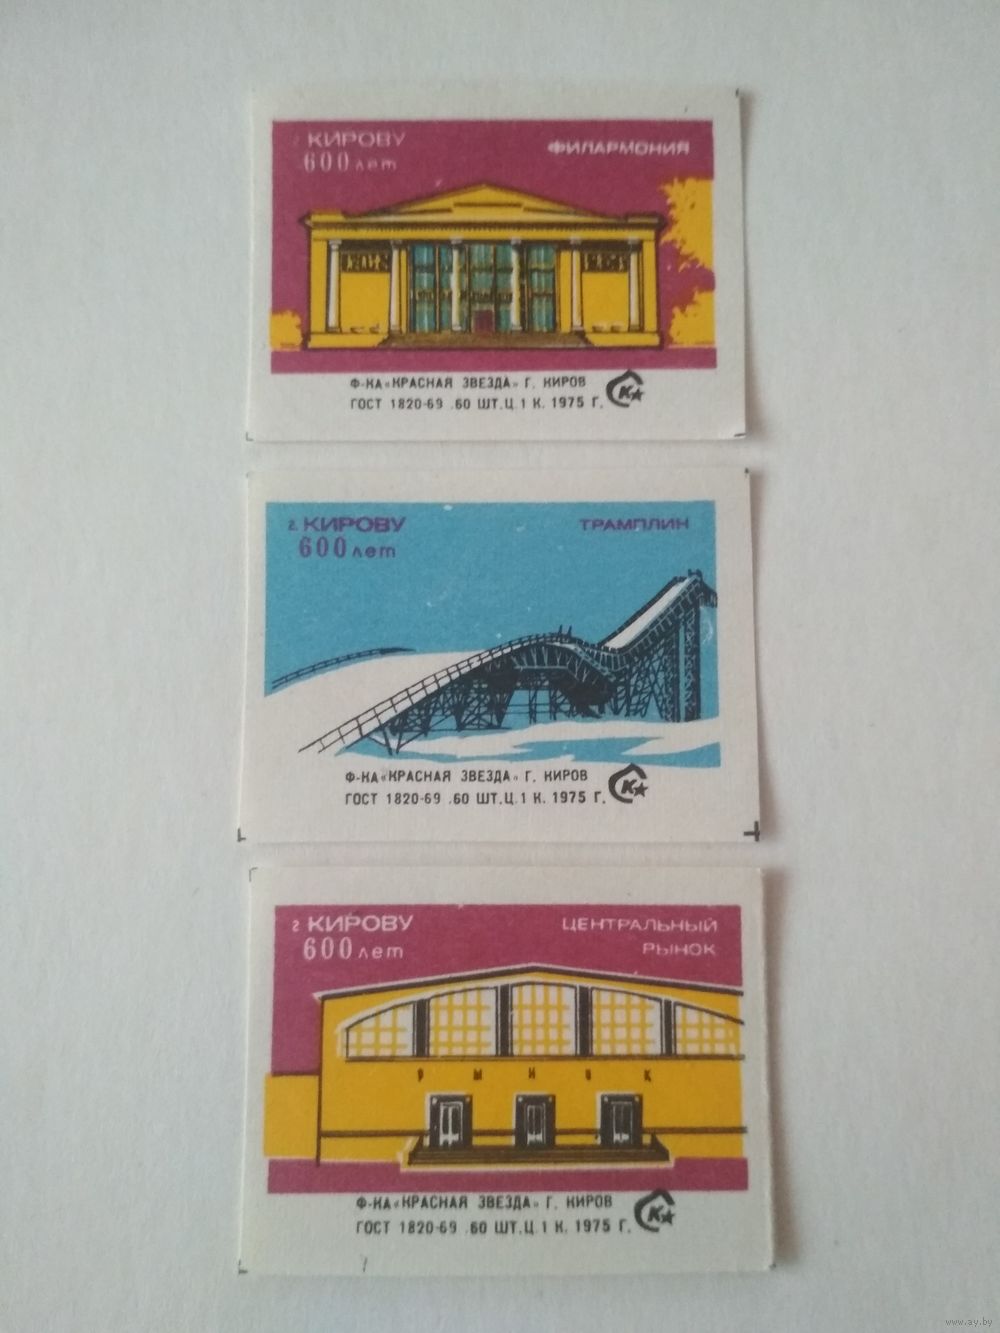 г. КИРОВУ
600 лет
ФИЛАРМОНИЯ
Ф-КА «КРАСНАЯ ЗВЕЗДА» Г. КИРОВ
ГОСТ 1820-69 .60 ШТ.Ц.1 К. 1975 Г.
К
г. КИРОВУ
600 лет
ТРАМПЛИН
Ф-КА «КРАСНАЯ ЗВЕЗДА» Г. КИРОВ
ГОСТ 1820-69 .60 ШТ.Ц.1 К. 1975 Г.
К
г КИРОВУ
600 лет
ЦЕНТРАЛЬНЫЙ
РЫНОК
Р Ы Н О К
Ф-КА «КРАСНАЯ ЗВЕЗДА» Г. КИРОВ
ГОСТ 1820-69 .60 ШТ.Ц.1 К. 1975 Г.
К
www.ay.by